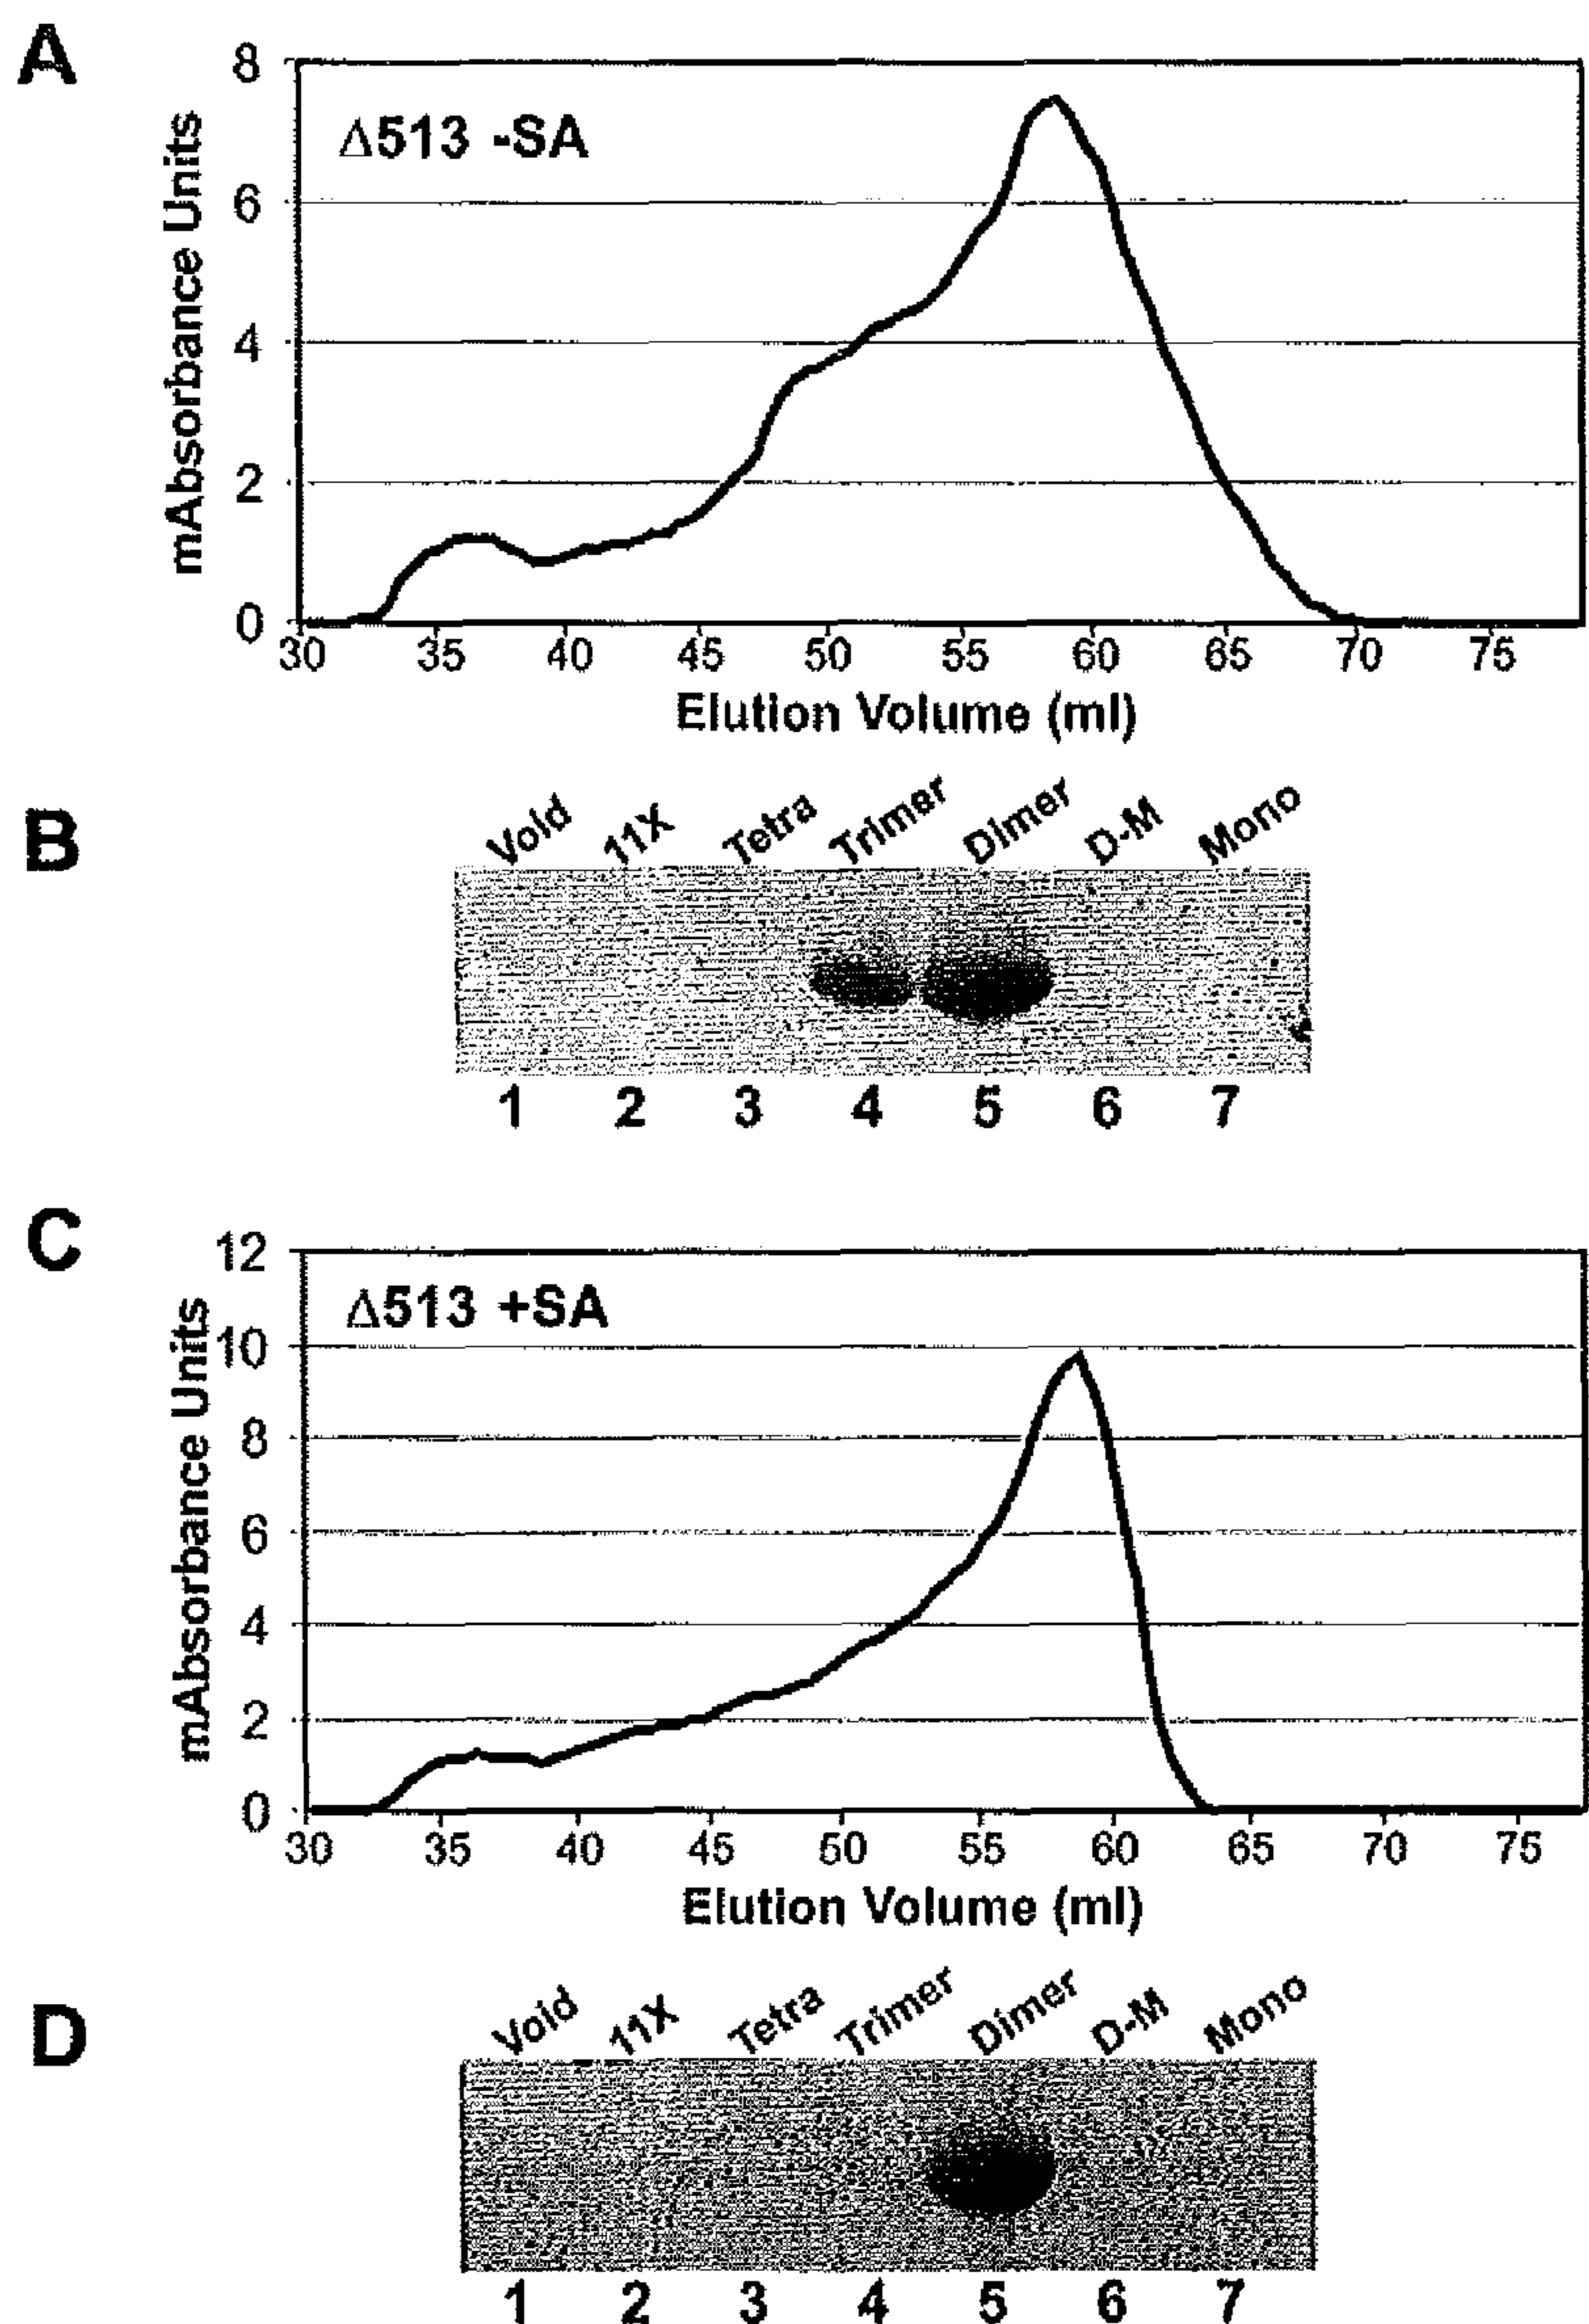 A
8
6
4
2
0
mAbsorbance Units
Δ513 -SA
30 35 40 45 50 55 60 65 70 75
Elution Volume (ml)
B
Void 11X Tetra Trimer Dimer D-M Mono
1 2 3 4 5 6 7
C
12
10
8
6
4
2
0
mAbsorbance Units
Δ513 +SA
30 35 40 45 50 55 60 65 70 75
Elution Volume (ml)
D
Void 11X Tetra Trimer Dimer D-M Mono
1 2 3 4 5 6 7